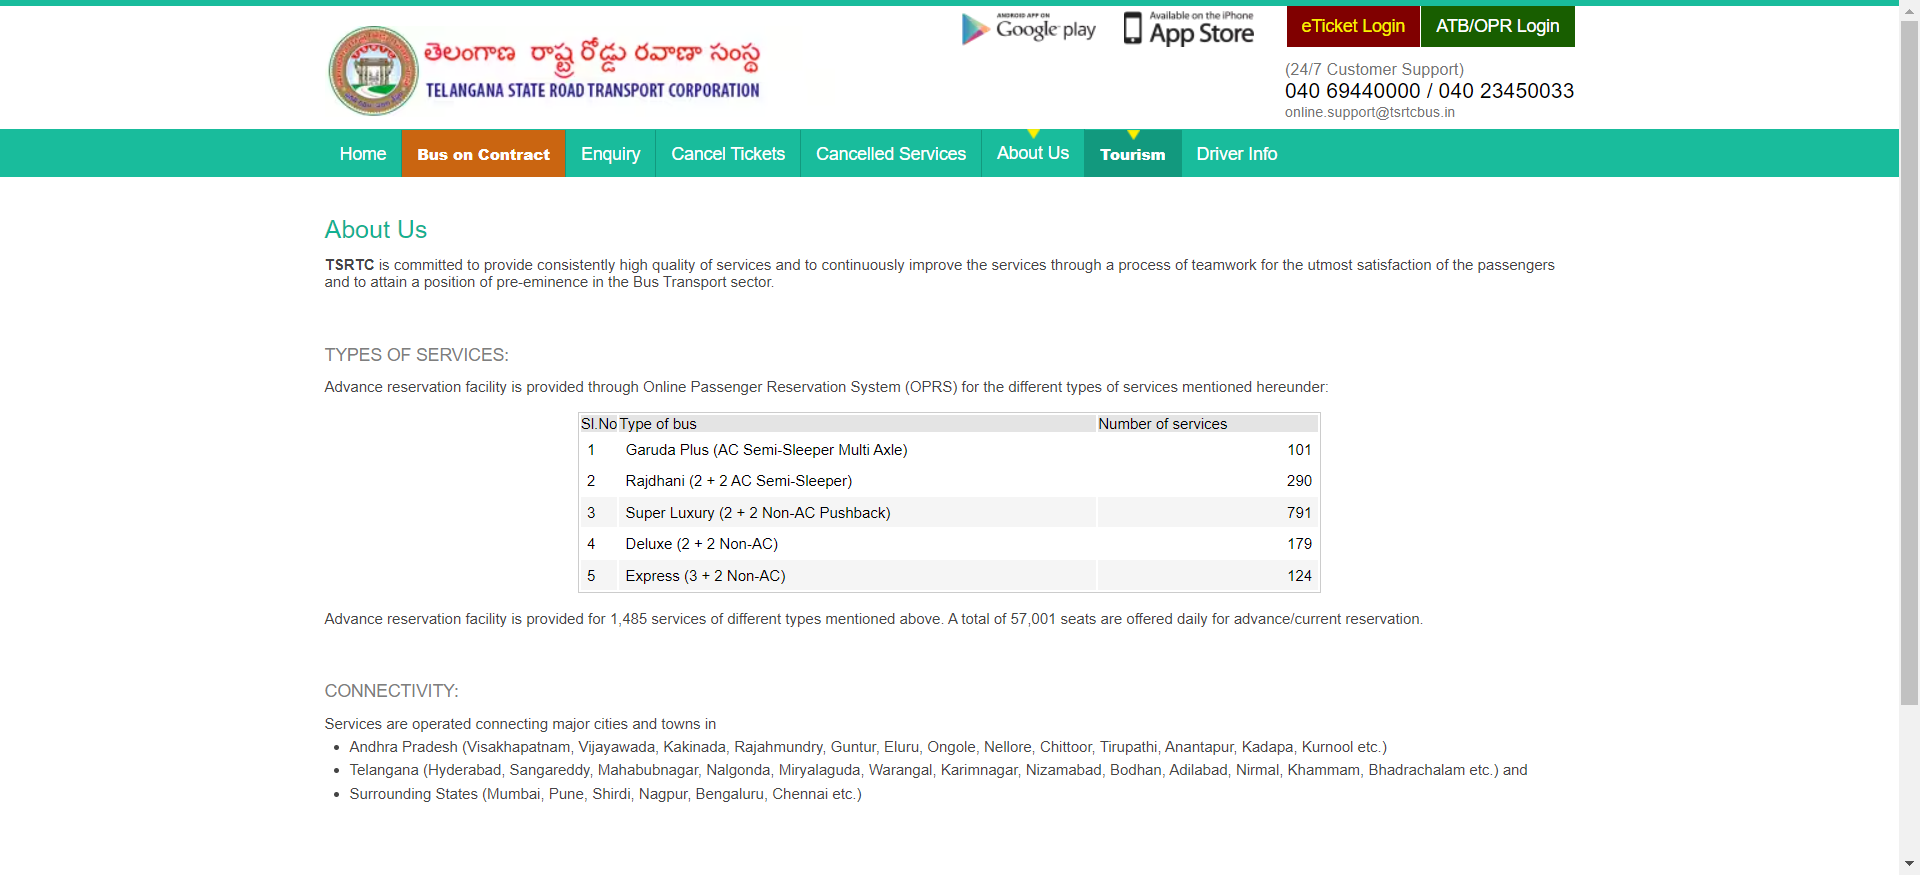 తెలంగాణ రాష్ట్ర రోడ్డు రవాణా సంస్థ
TELANGANA STATE ROAD TRANSPORT CORPORATION
ANDROID APP ON
Google play
Available on the iPhone
App Store
eTicket Login
ATB/OPR Login
(24/7 Customer Support)
040 69440000 / 040 23450033
online.support@tsrtcbus.in
Home
Bus on Contract
Enquiry
Cancel Tickets
Cancelled Services
About Us
Tourism
Driver Info
About Us
TSRTC is committed to provide consistently high quality of services and to continuously improve the services through a process of teamwork for the utmost satisfaction of the passengers
and to attain a position of pre-eminence in the Bus Transport sector.
TYPES OF SERVICES:
Advance reservation facility is provided through Online Passenger Reservation System (OPRS) for the different types of services mentioned hereunder:
Sl.No Type of bus Number of services
1 Garuda Plus (AC Semi-Sleeper Multi Axle) 101
2 Rajdhani (2 + 2 AC Semi-Sleeper) 290
3 Super Luxury (2 + 2 Non-AC Pushback) 791
4 Deluxe (2 + 2 Non-AC) 179
5 Express (3 + 2 Non-AC) 124
Advance reservation facility is provided for 1,485 services of different types mentioned above. A total of 57,001 seats are offered daily for advance/current reservation.
CONNECTIVITY:
Services are operated connecting major cities and towns in
• Andhra Pradesh (Visakhapatnam, Vijayawada, Kakinada, Rajahmundry, Guntur, Eluru, Ongole, Nellore, Chittoor, Tirupathi, Anantapur, Kadapa, Kurnool etc.)
• Telangana (Hyderabad, Sangareddy, Mahabubnagar, Nalgonda, Miryalaguda, Warangal, Karimnagar, Nizamabad, Bodhan, Adilabad, Nirmal, Khammam, Bhadrachalam etc.) and
• Surrounding States (Mumbai, Pune, Shirdi, Nagpur, Bengaluru, Chennai etc.)